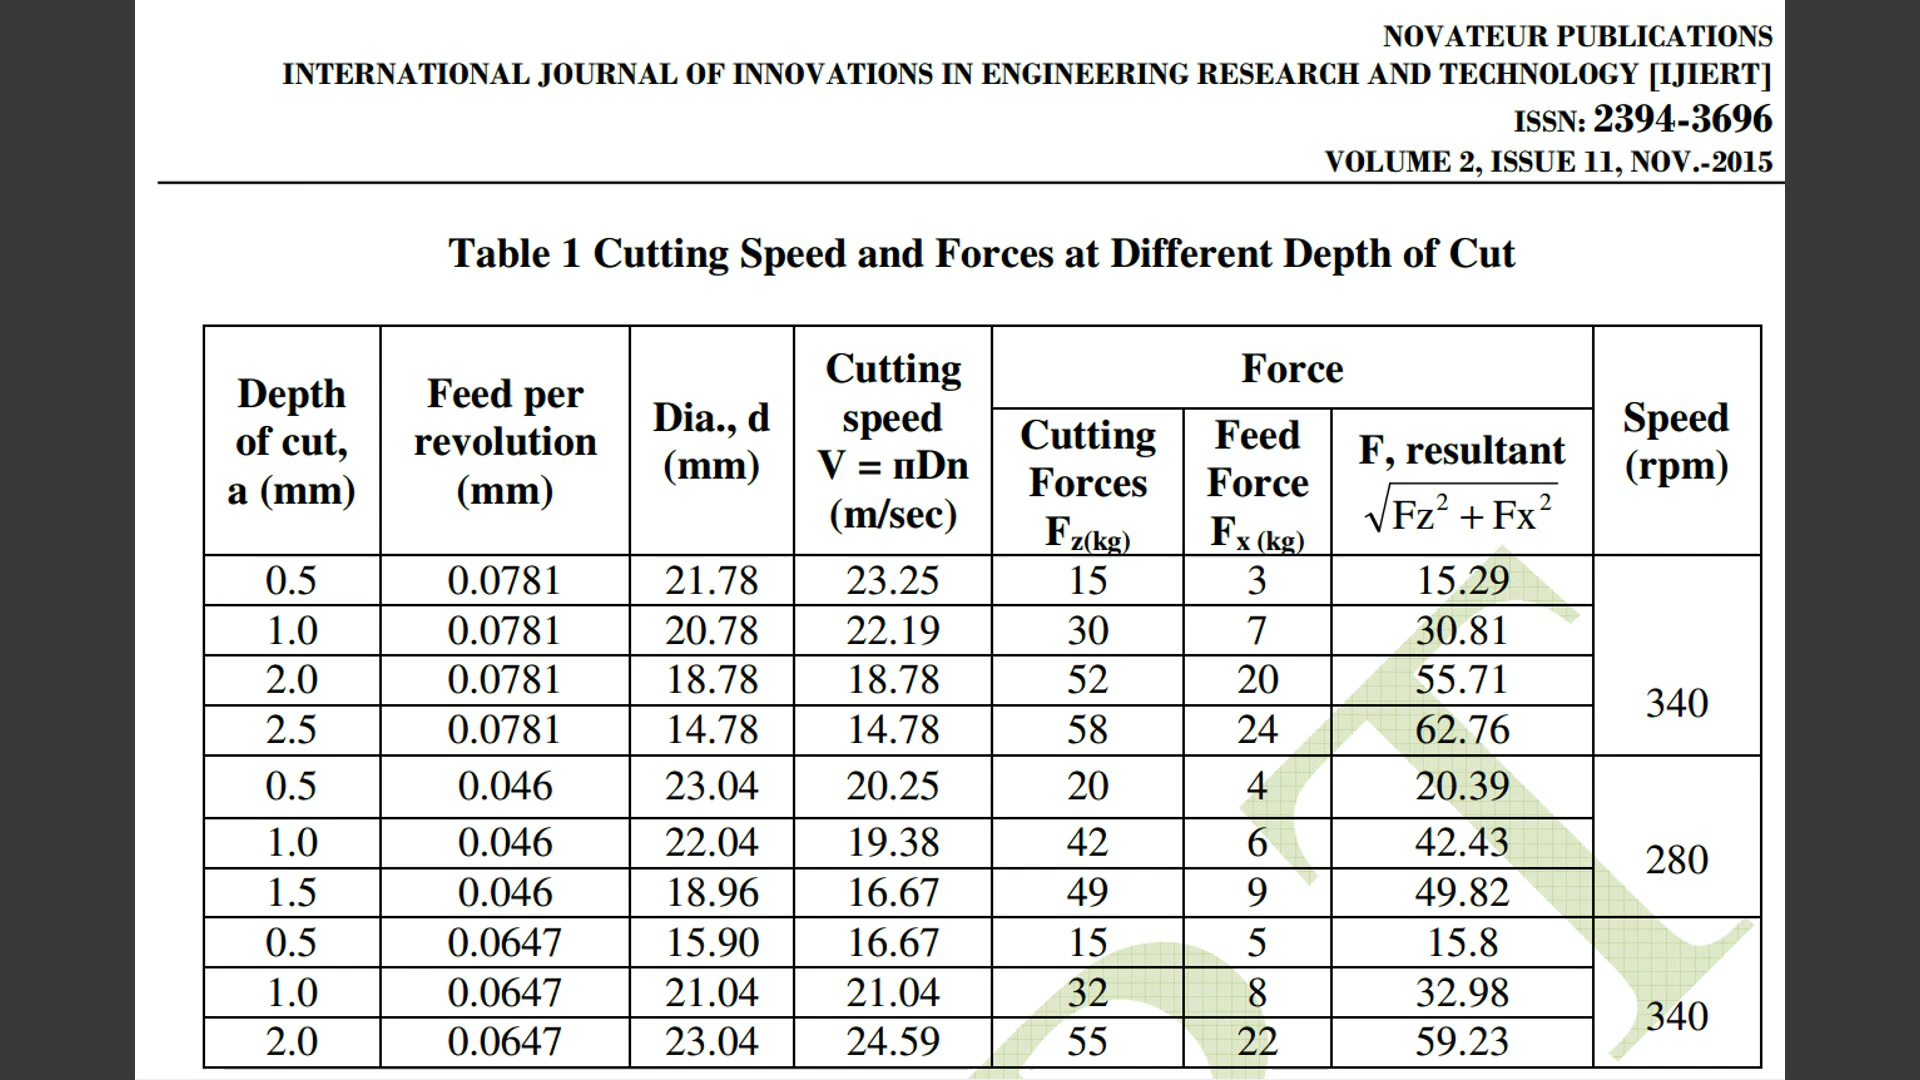 NOVATEUR PUBLICATIONS
INTERNATIONAL JOURNAL OF INNOVATIONS IN ENGINEERING RESEARCH AND TECHNOLOGY [IJIERT]
ISSN: 2394-3696
VOLUME 2, ISSUE 11, NOV.-2015
Table 1 Cutting Speed and Forces at Different Depth of Cut
Depth of cut, a (mm) Feed per revolution (mm) Dia., d (mm) Cutting speed V = πDn (m/sec) Force Speed (rpm)
Cutting Forces Fz(kg) Feed Force Fx (kg) F, resultant √Fz² + Fx²
0.5 0.0781 21.78 23.25 15 3 15.29
1.0 0.0781 20.78 22.19 30 7 30.81
2.0 0.0781 18.78 18.78 52 20 55.71
340
2.5 0.0781 14.78 14.78 58 24 62.76
0.5 0.046 23.04 20.25 20 4 20.39
1.0 0.046 22.04 19.38 42 6 42.43
280
1.5 0.046 18.96 16.67 49 9 49.82
0.5 0.0647 15.90 16.67 15 5 15.8
1.0 0.0647 21.04 21.04 32 8 32.98
340
2.0 0.0647 23.04 24.59 55 22 59.23